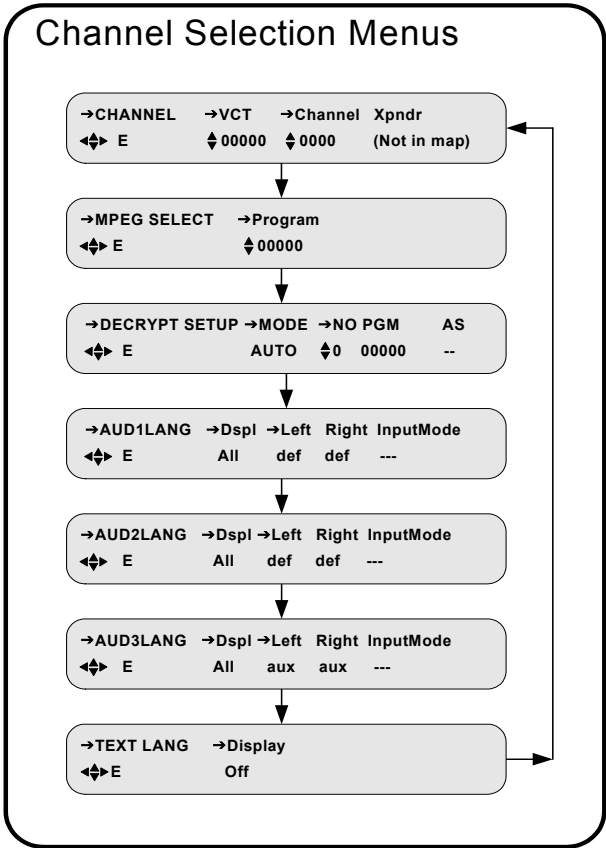 Channel Selection Menus
→CHANNEL →VCT →Channel Xpndr
◄♦► E ♦00000 ♦0000 (Not in map)
→MPEG SELECT →Program
◄♦► E ♦00000
→DECRYPT SETUP →MODE →NO PGM AS
◄♦► E AUTO ♦0 00000 --
→AUD1LANG →Dspl →Left Right InputMode
◄♦► E All def def ---
→AUD2LANG →Dspl →Left Right InputMode
◄♦► E All def def ---
→AUD3LANG →Dspl →Left Right InputMode
◄♦► E All aux aux ---
→TEXT LANG →Display
◄♦► E Off